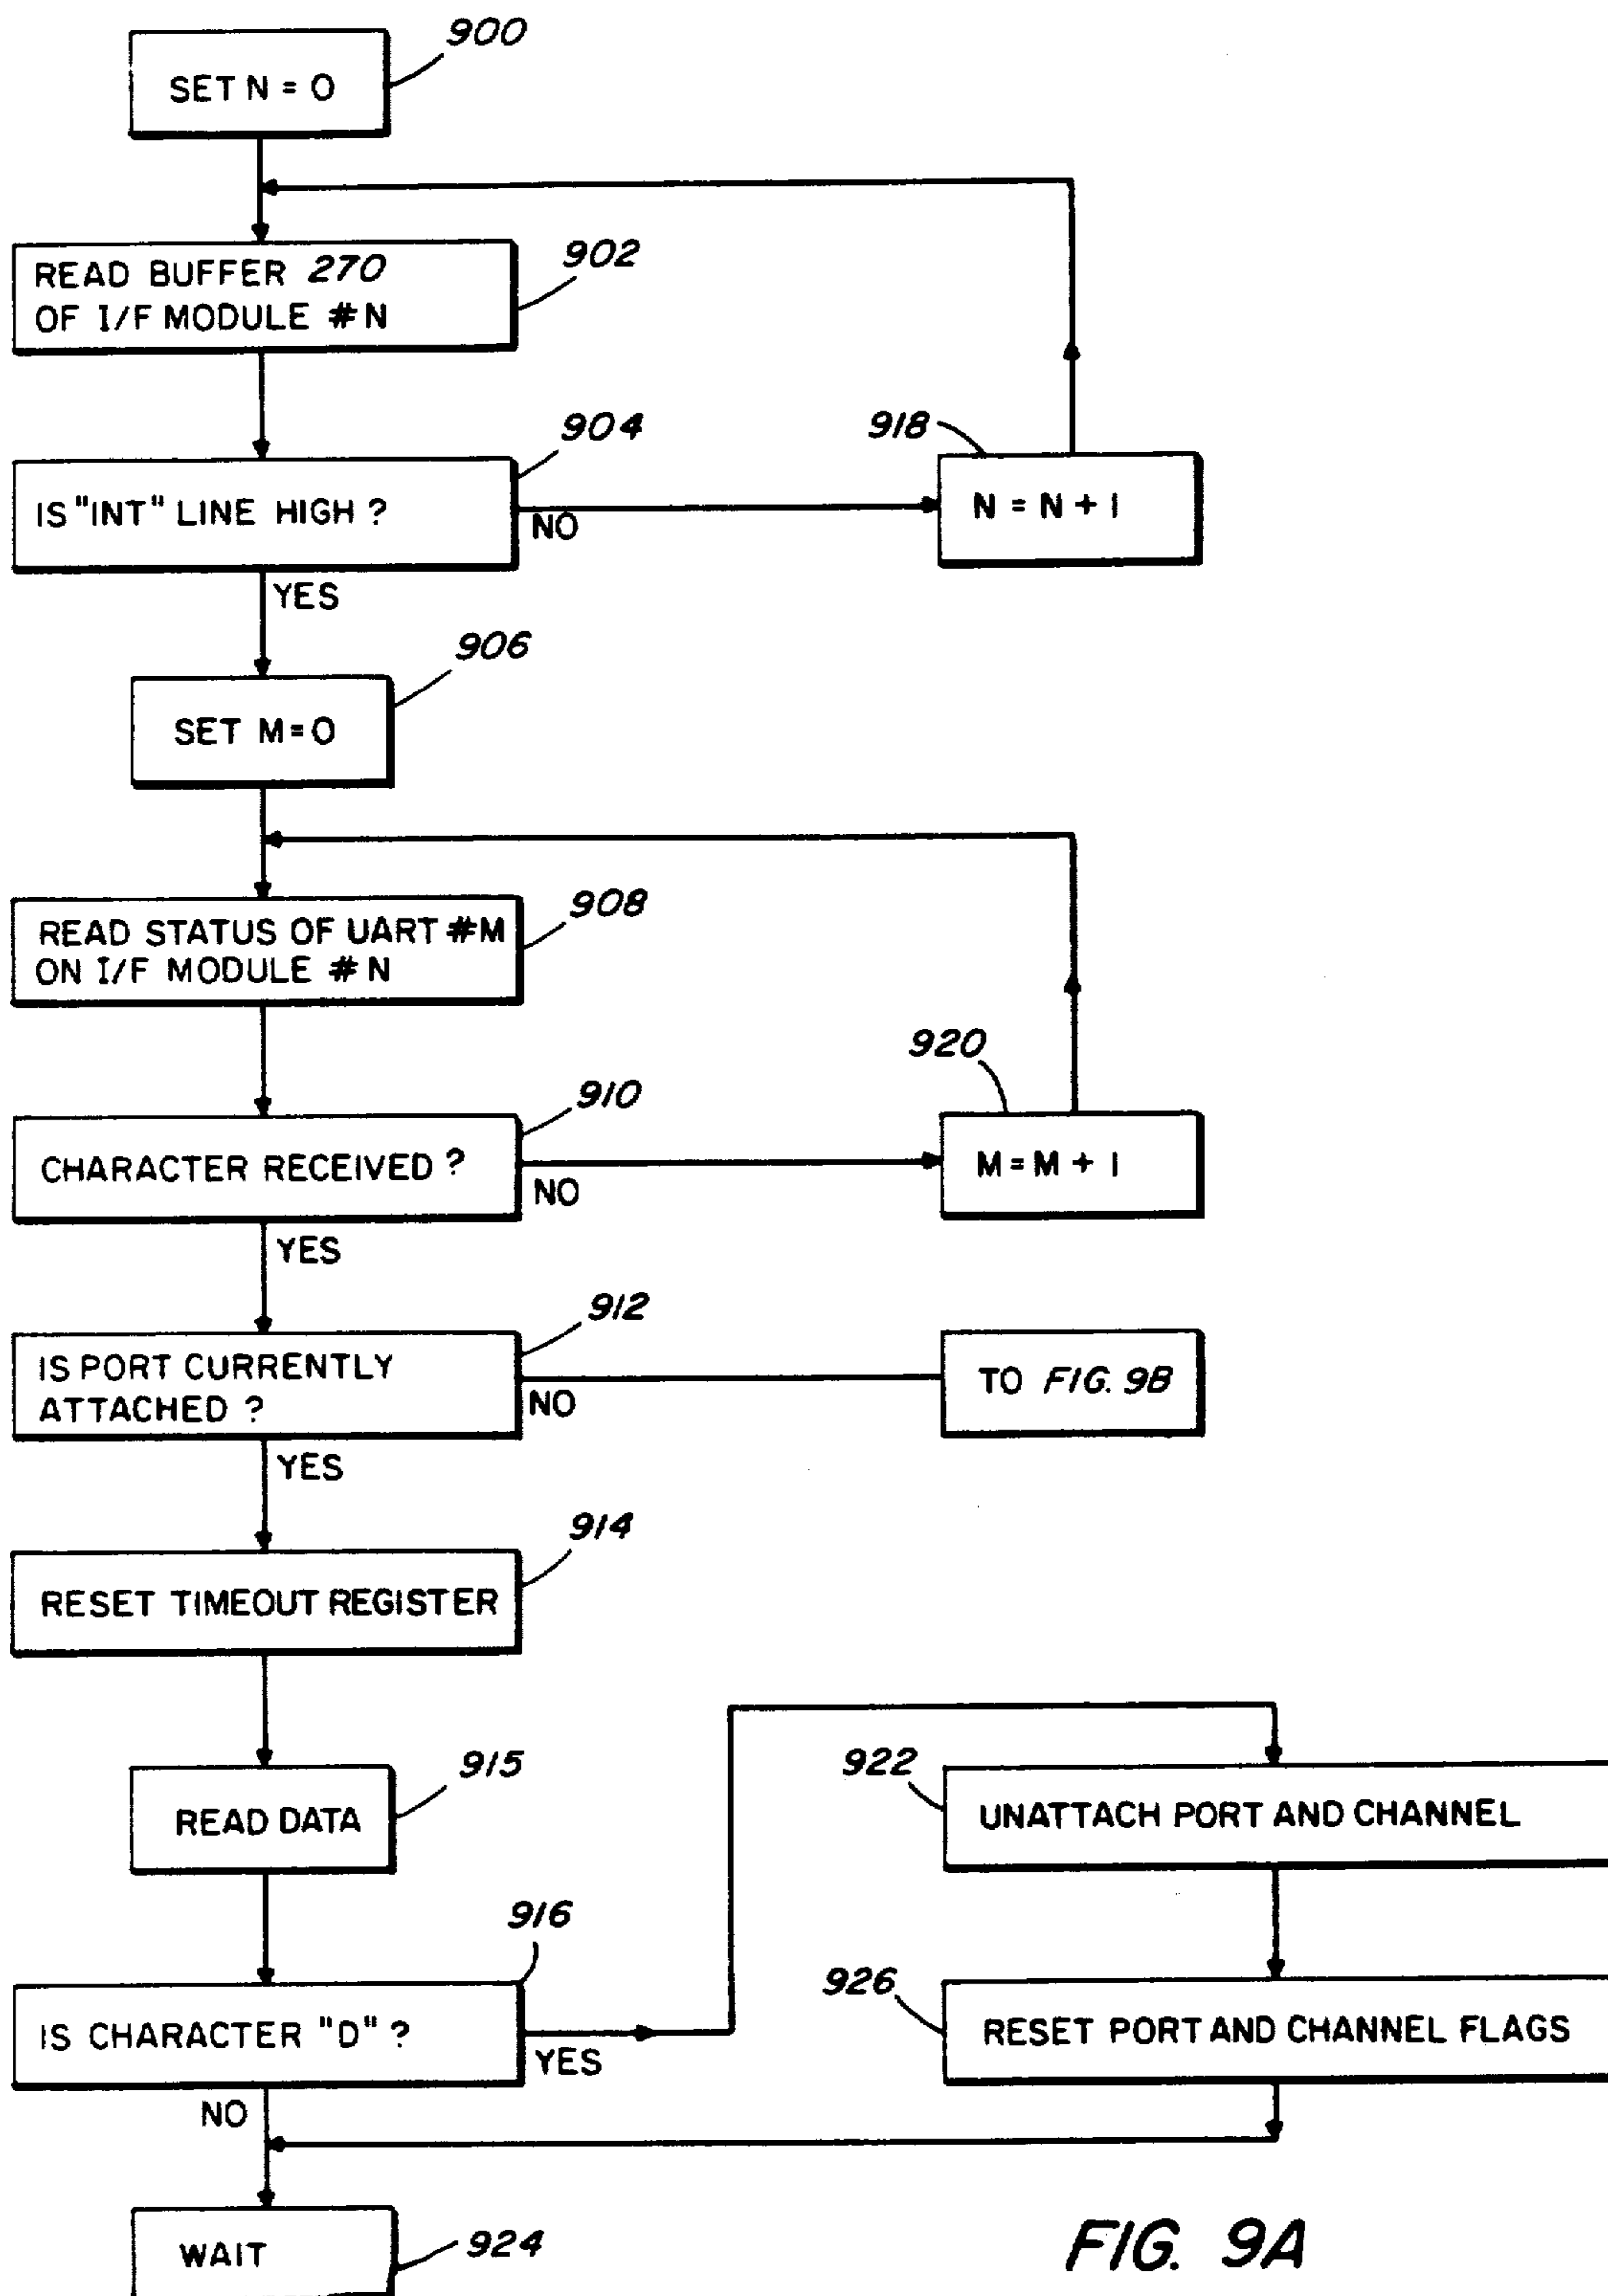 900
SET N = 0
902
READ BUFFER 270
OF I/F MODULE # N
904
918
IS "INT" LINE HIGH ?
NO
N = N + 1
YES
906
SET M = 0
908
READ STATUS OF UART #M
ON I/F MODULE # N
920
910
CHARACTER RECEIVED ?
NO
M = M + 1
YES
912
IS PORT CURRENTLY
ATTACHED ?
NO
TO FIG. 9B
YES
914
RESET TIMEOUT REGISTER
915
922
READ DATA
UNATTACH PORT AND CHANNEL
916
926
IS CHARACTER "D" ?
YES
RESET PORT AND CHANNEL FLAGS
NO
WAIT
924
FIG. 9A